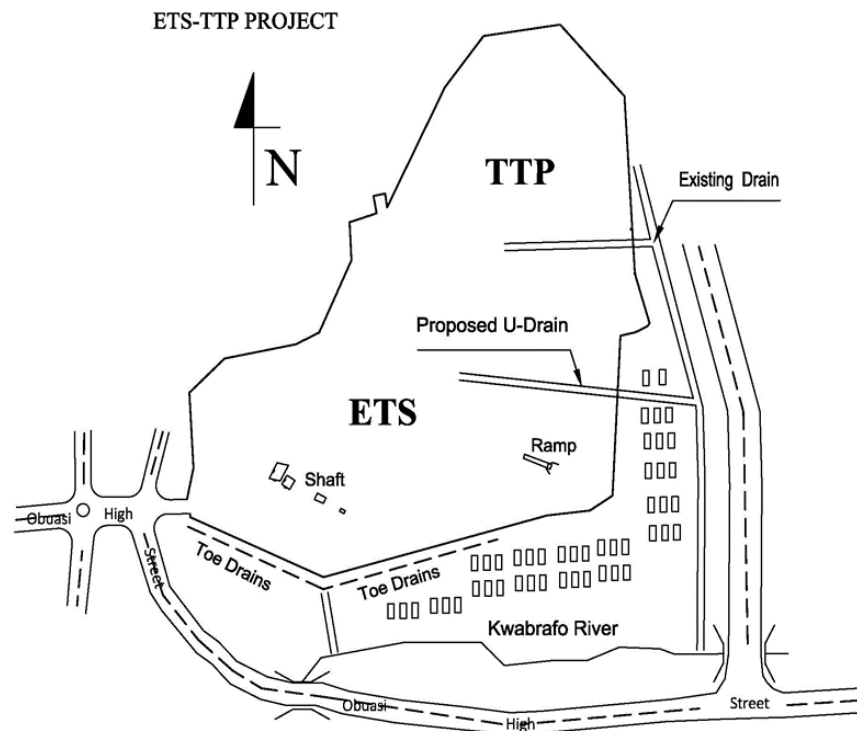 ETS-TTP PROJECT
N
TTP
Existing Drain
Proposed U-Drain
ETS
Ramp
Shaft
Obuasi High Street
Toe Drains
Toe Drains
Kwabrafo River
Obuasi High Street